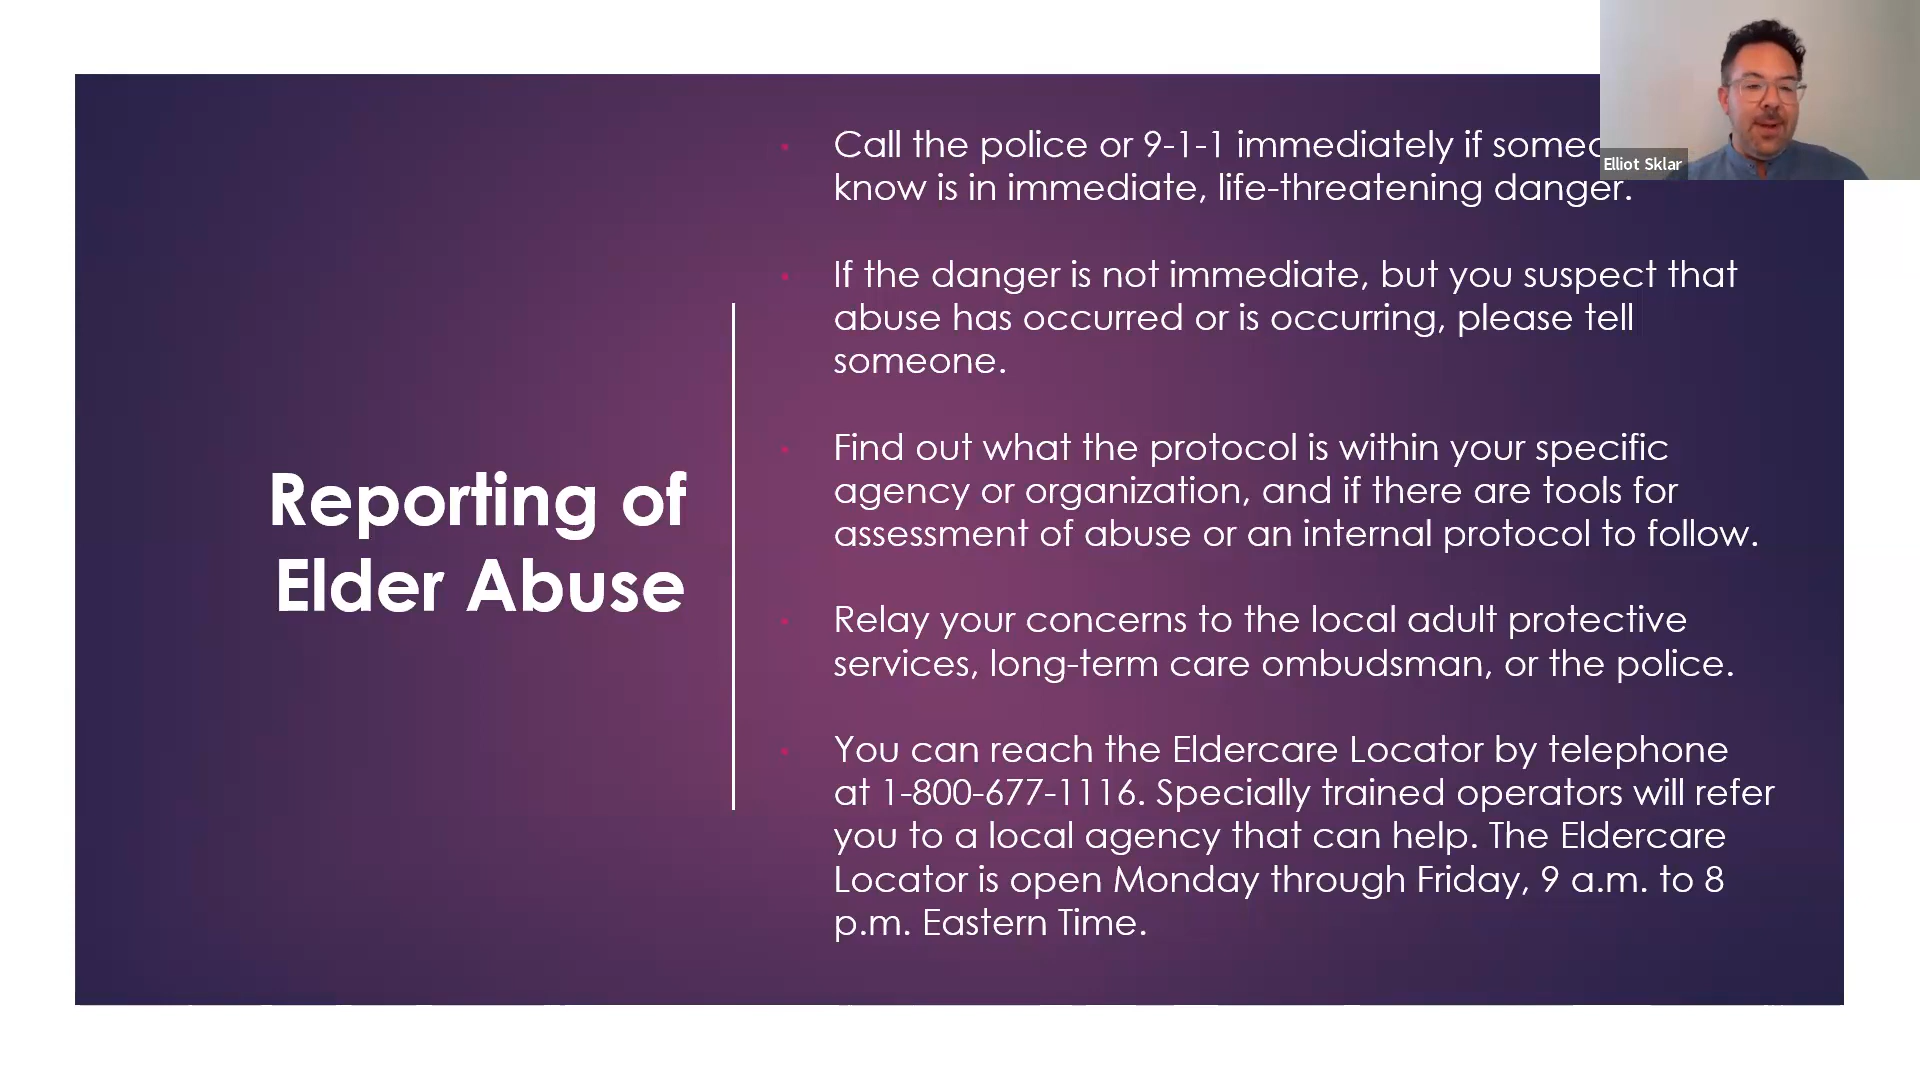 Elliot Sklar
Reporting of
Elder Abuse
Call the police or 9-1-1 immediately if
know is in immediate, life-threatening danger.
If the danger is not immediate, but you suspect that
abuse has occurred or is occurring, please tell
someone.
Find out what the protocol is within your specific
agency or organization, and if there are tools for
assessment of abuse or an internal protocol to follow.
Relay your concerns to the local adult protective
services, long-term care ombudsman, or the police.
You can reach the Eldercare Locator by telephone
at 1-800-677-1116. Specially trained operators will refer
you to a local agency that can help. The Eldercare
Locator is open Monday through Friday, 9 a.m. to 8
p.m. Eastern Time.